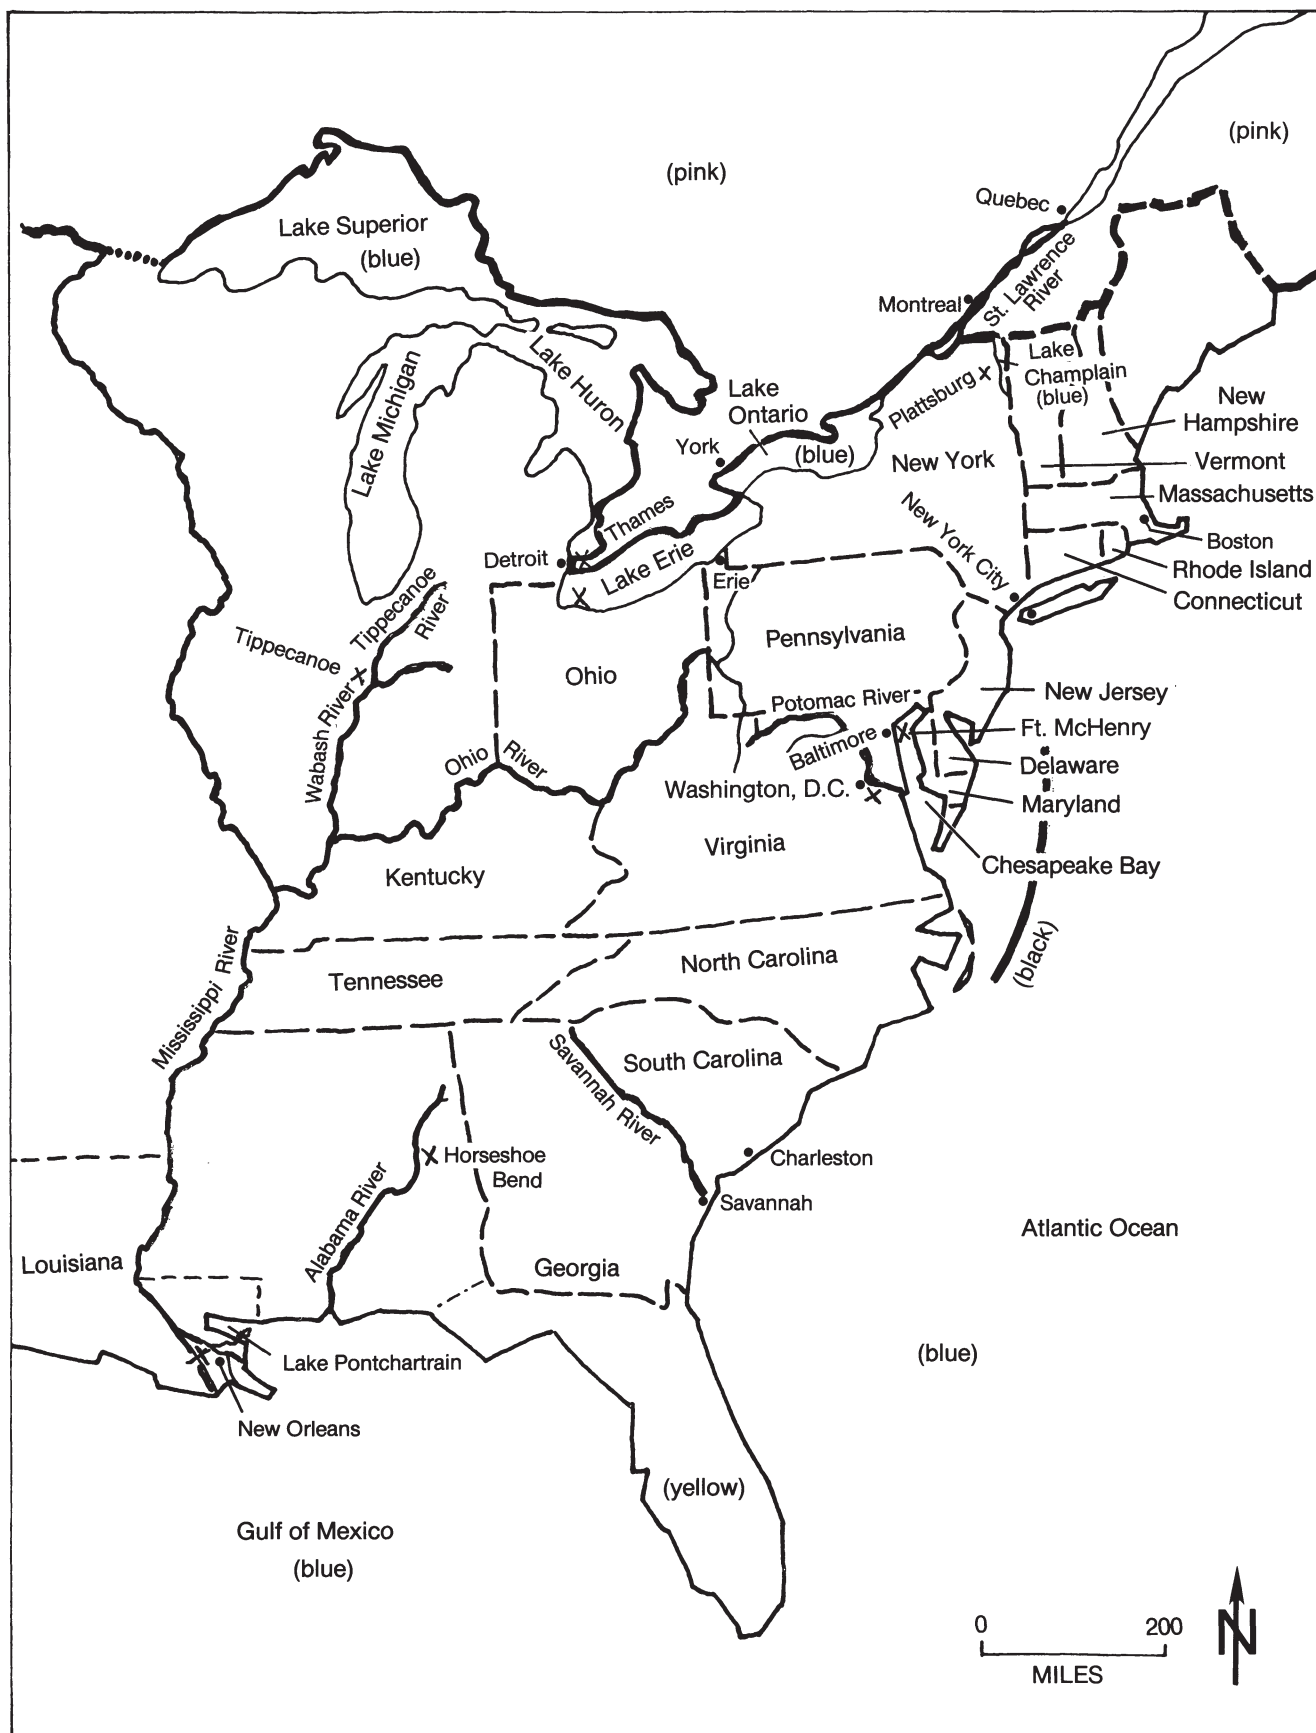 (pink)
(pink)
Quebec
Lake Superior
(blue)
St. Lawrence
River
Montreal
Lake
Champlain
(blue)
Plattsburg
Lake Huron
Lake Michigan
Lake
Ontario
(blue)
York
New York
New
Hampshire
Vermont
Massachusetts
Boston
Rhode Island
Connecticut
New York City
Thames
Detroit
Lake Erie
Erie
Tippecanoe
River
Tippecanoe
Pennsylvania
Ohio
Wabash River
Potomac River
New Jersey
Ft. McHenry
Baltimore
Delaware
Ohio River
Washington, D.C.
Maryland
Virginia
Chesapeake Bay
Kentucky
(black)
Mississippi River
Tennessee
North Carolina
South Carolina
Savannah River
Horseshoe
Bend
Charleston
Alabama River
Savannah
Atlantic Ocean
Louisiana
Georgia
(blue)
Lake Pontchartrain
New Orleans
(yellow)
Gulf of Mexico
(blue)
0 200
MILES
N